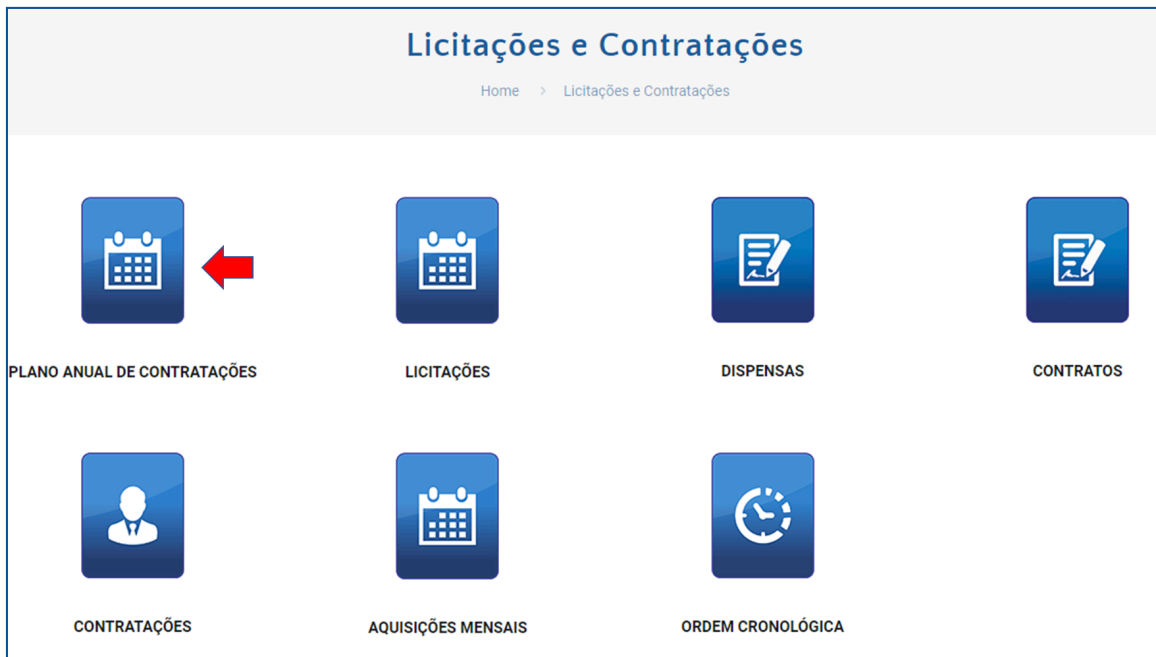 Licitações e Contratações
Home > Licitações e Contratações
PLANO ANUAL DE CONTRATAÇÕES
LICITAÇÕES
DISPENSAS
CONTRATOS
CONTRATAÇÕES
AQUISIÇÕES MENSAIS
ORDEM CRONOLÓGICA